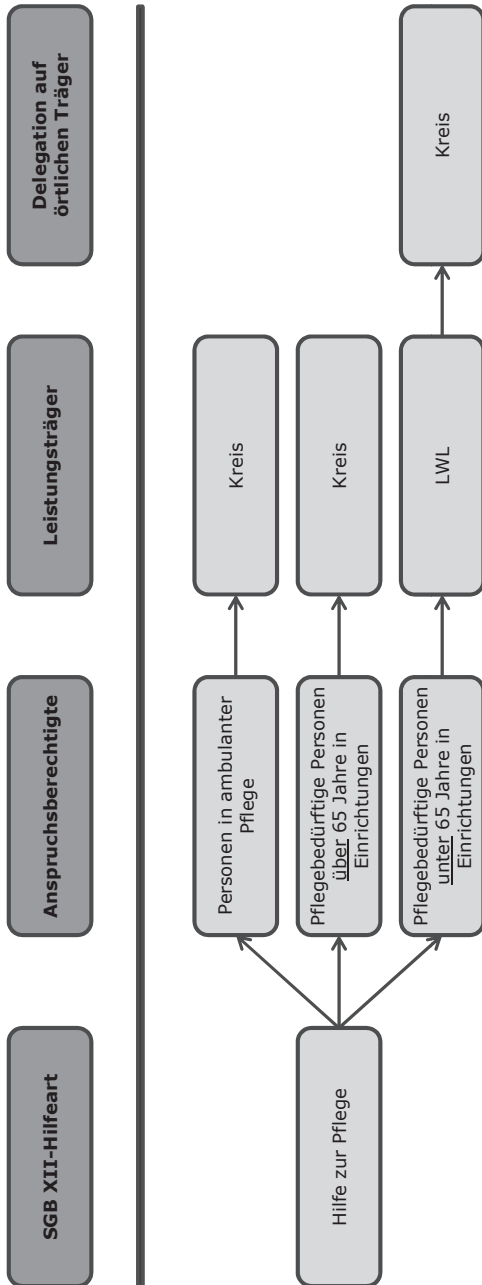 SGB XII-Hilfeart
Anspruchsberechtigte
Leistungsträger
Delegation auf
örtlichen Träger
Hilfe zur Pflege
Personen in ambulanter
Pflege
Kreis
Pflegebedürftige Personen
über 65 Jahre in
Einrichtungen
Kreis
Pflegebedürftige Personen
unter 65 Jahre in
Einrichtungen
LWL
Kreis